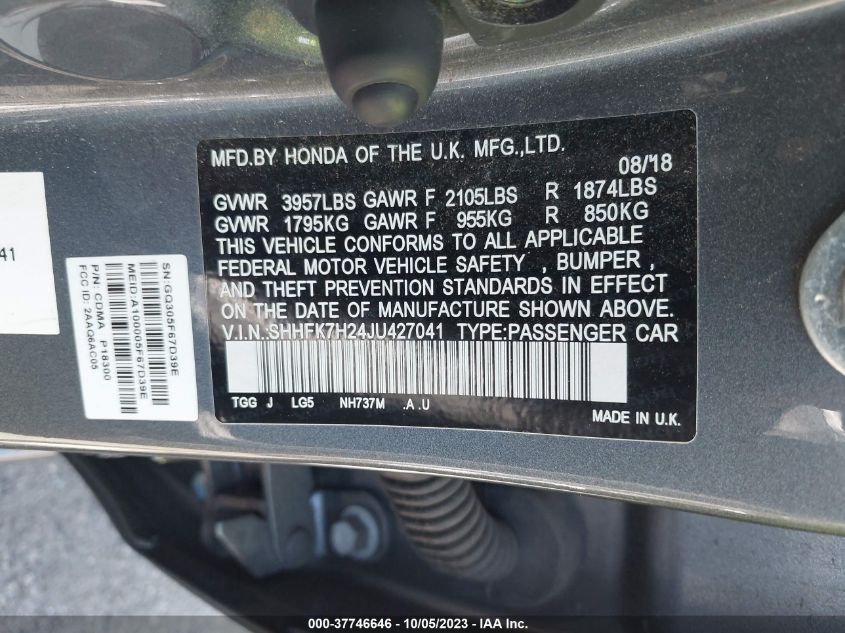 MFD.BY HONDA OF THE U.K. MFG.,LTD.
08/18
GVWR 3957LBS GAWR F 2105LBS R 1874LBS
GVWR 1795KG GAWR F 955KG R 850KG
THIS VEHICLE CONFORMS TO ALL APPLICABLE
FEDERAL MOTOR VEHICLE SAFETY , BUMPER ,
AND THEFT PREVENTION STANDARDS IN EFFECT
ON THE DATE OF MANUFACTURE SHOWN ABOVE.
V.I.N.:SHHFK7H24JU427041 TYPE:PASSENGER CAR
TGG J LG5 NH737M .A .U
MADE IN U.K.
41
SN:GQ305F67D39E
MEID:A100005F67D39E
P/N: CDMA P18300
FCC ID: 2AAQ6AC05
000-37746646 - 10/05/2023 - IAA Inc.